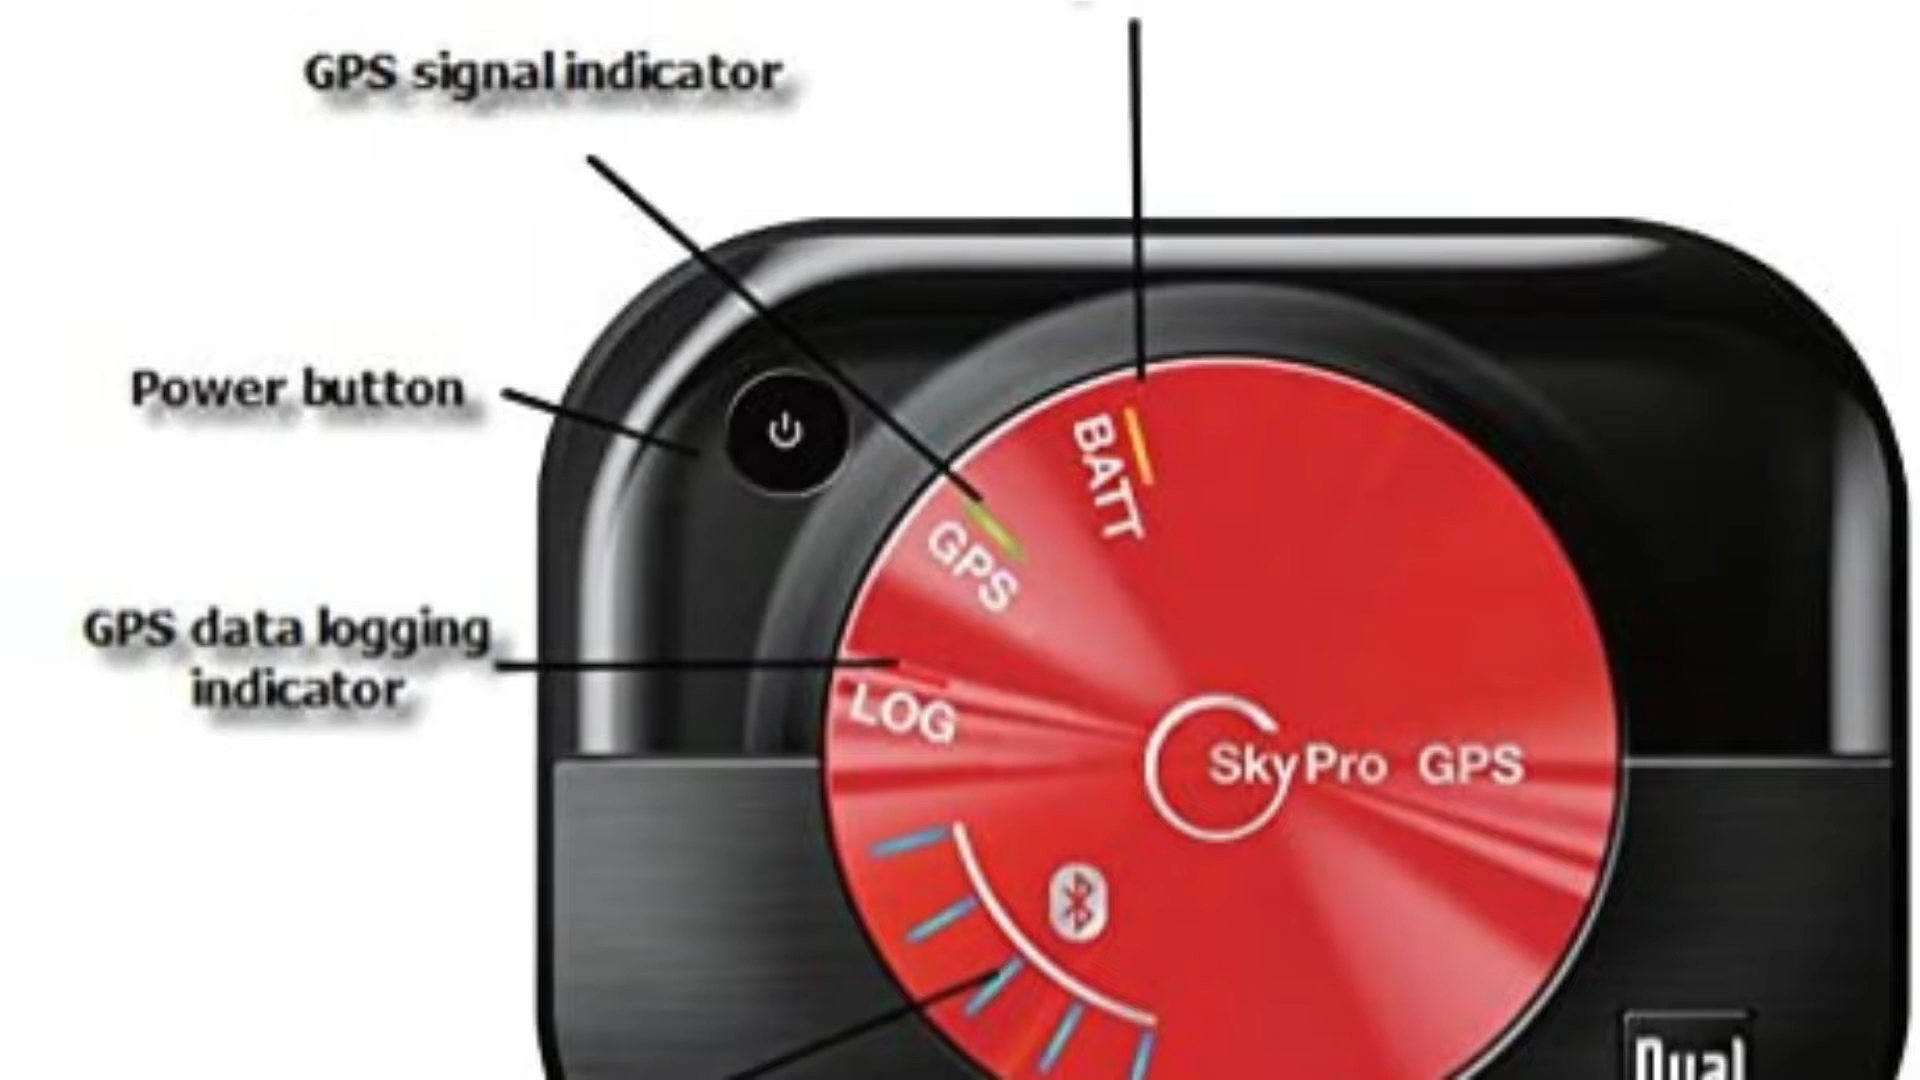 GPS signal indicator
Power button
BATT
GPS
GPS data logging
indicator
LOG
SkyPro GPS
Dual